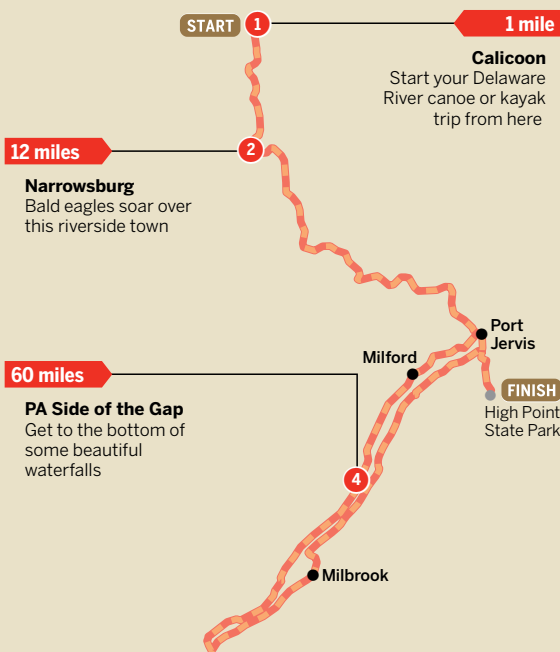 START
1
1 mile
Calicoon
Start your Delaware
River canoe or kayak
trip from here
12 miles
2
Narrowsburg
Bald eagles soar over
this riverside town
Port
Jervis
Milford
60 miles
FINISH
High Point
State Park
PA Side of the Gap
Get to the bottom of
some beautiful
waterfalls
4
Milbrook